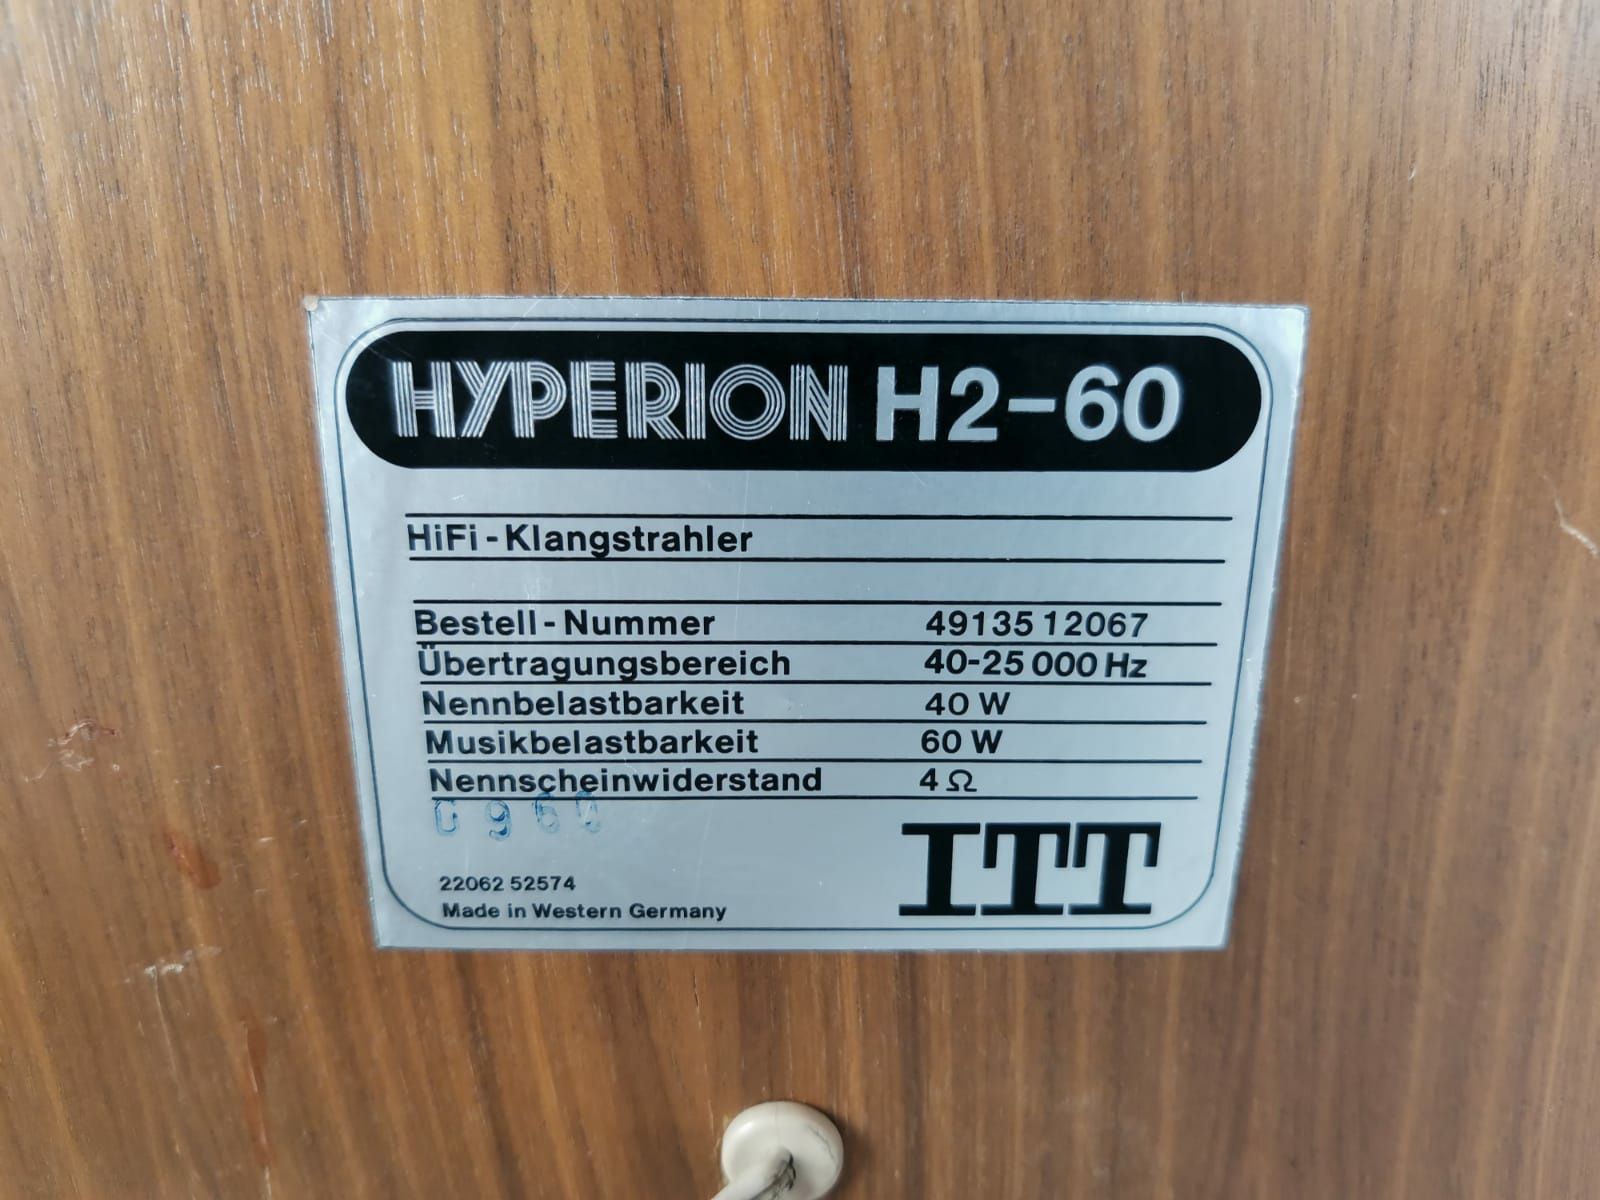 HYPERION H2-60
HiFi-Klangstrahler
Bestell-Nummer 49135 12067
Übertragungsbereich 40-25 000 Hz
Nennbelastbarkeit 40 W
Musikbelastbarkeit 60 W
Nennscheinwiderstand 4 Ω
960
22062 52574
Made in Western Germany
ITT